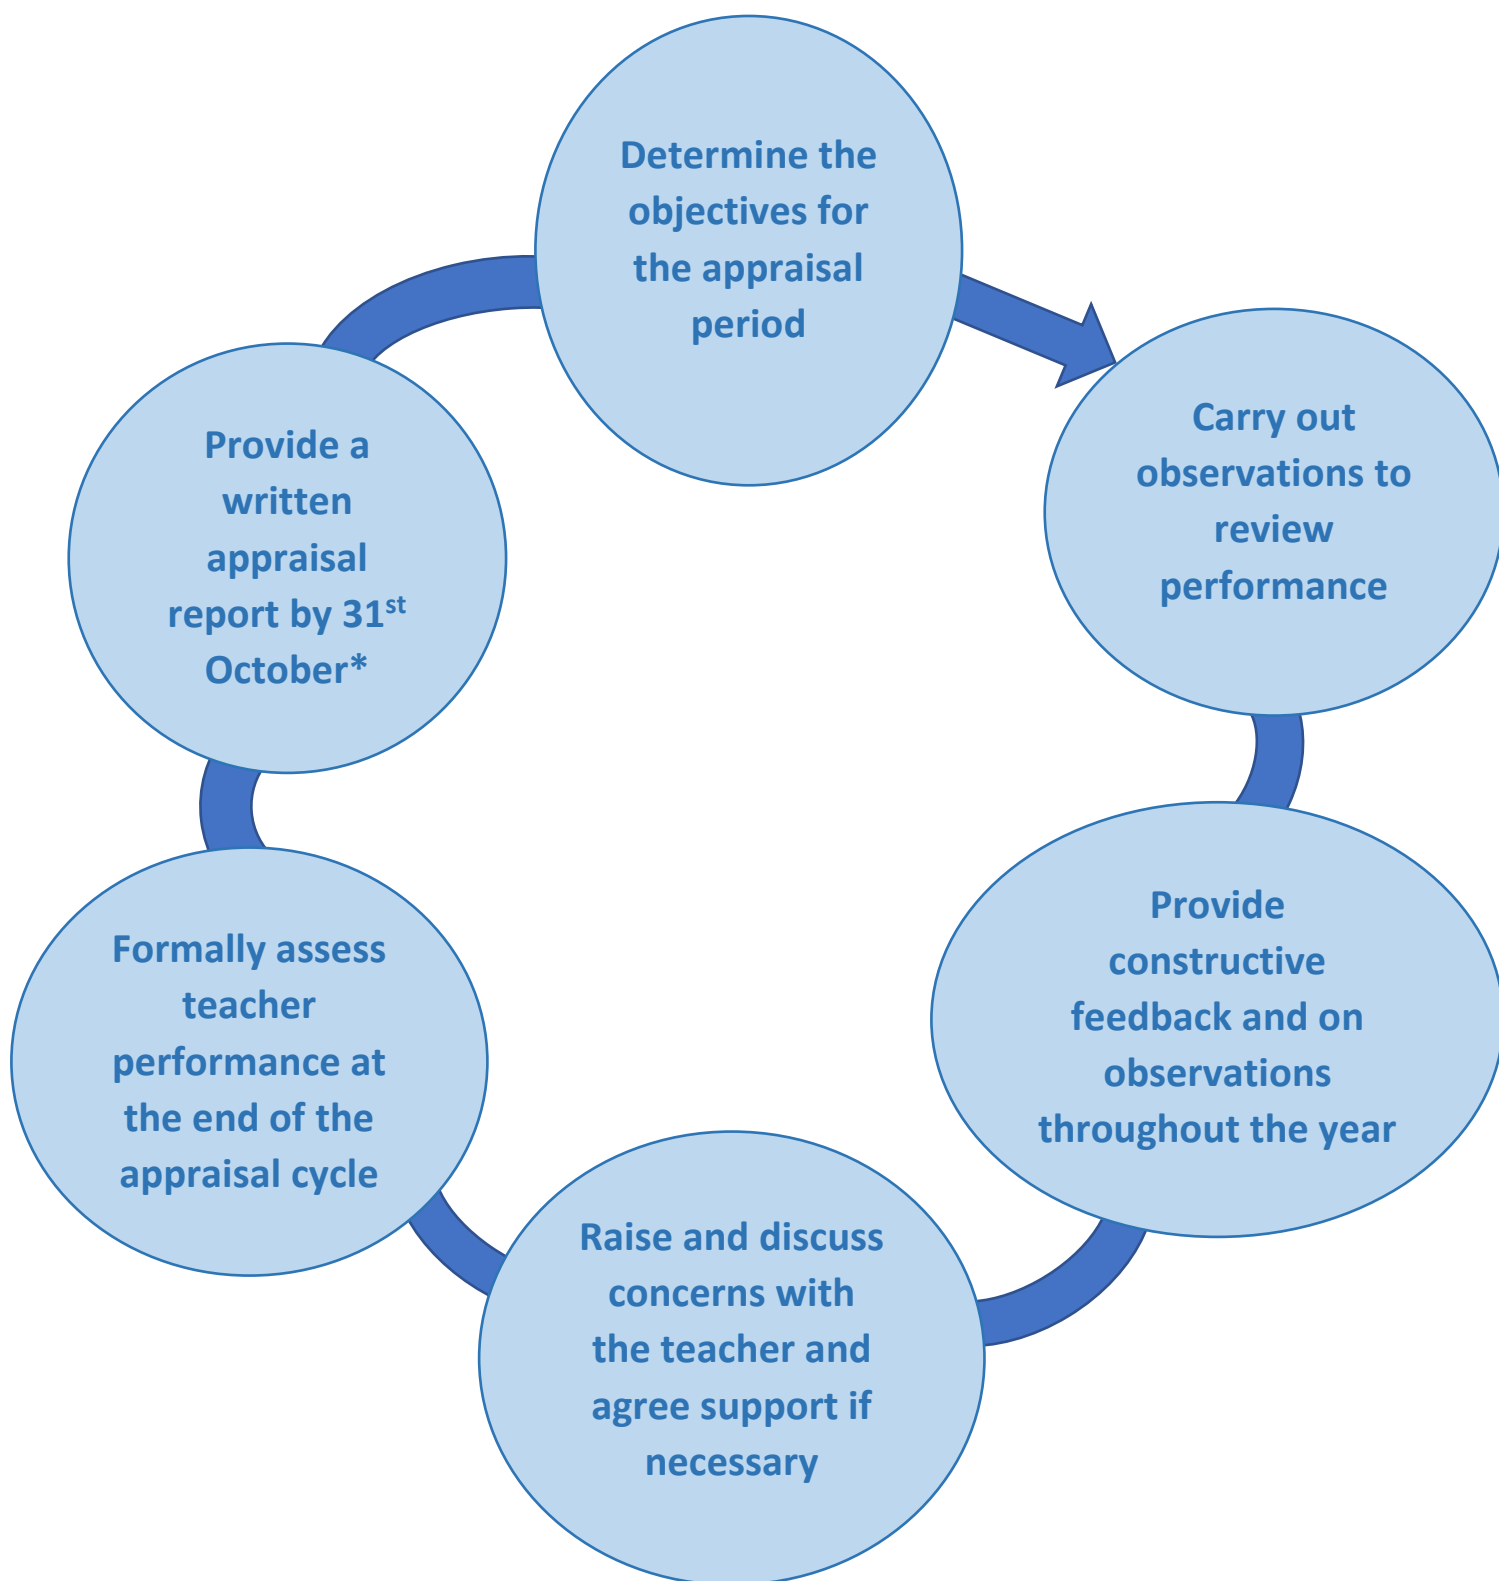 Determine the
objectives for
the appraisal
period
Carry out
observations to
review
performance
Provide
constructive
feedback and on
observations
throughout the year
Raise and discuss
concerns with
the teacher and
agree support if
necessary
Formally assess
teacher
performance at
the end of the
appraisal cycle
Provide a
written
appraisal
report by 31st
October*